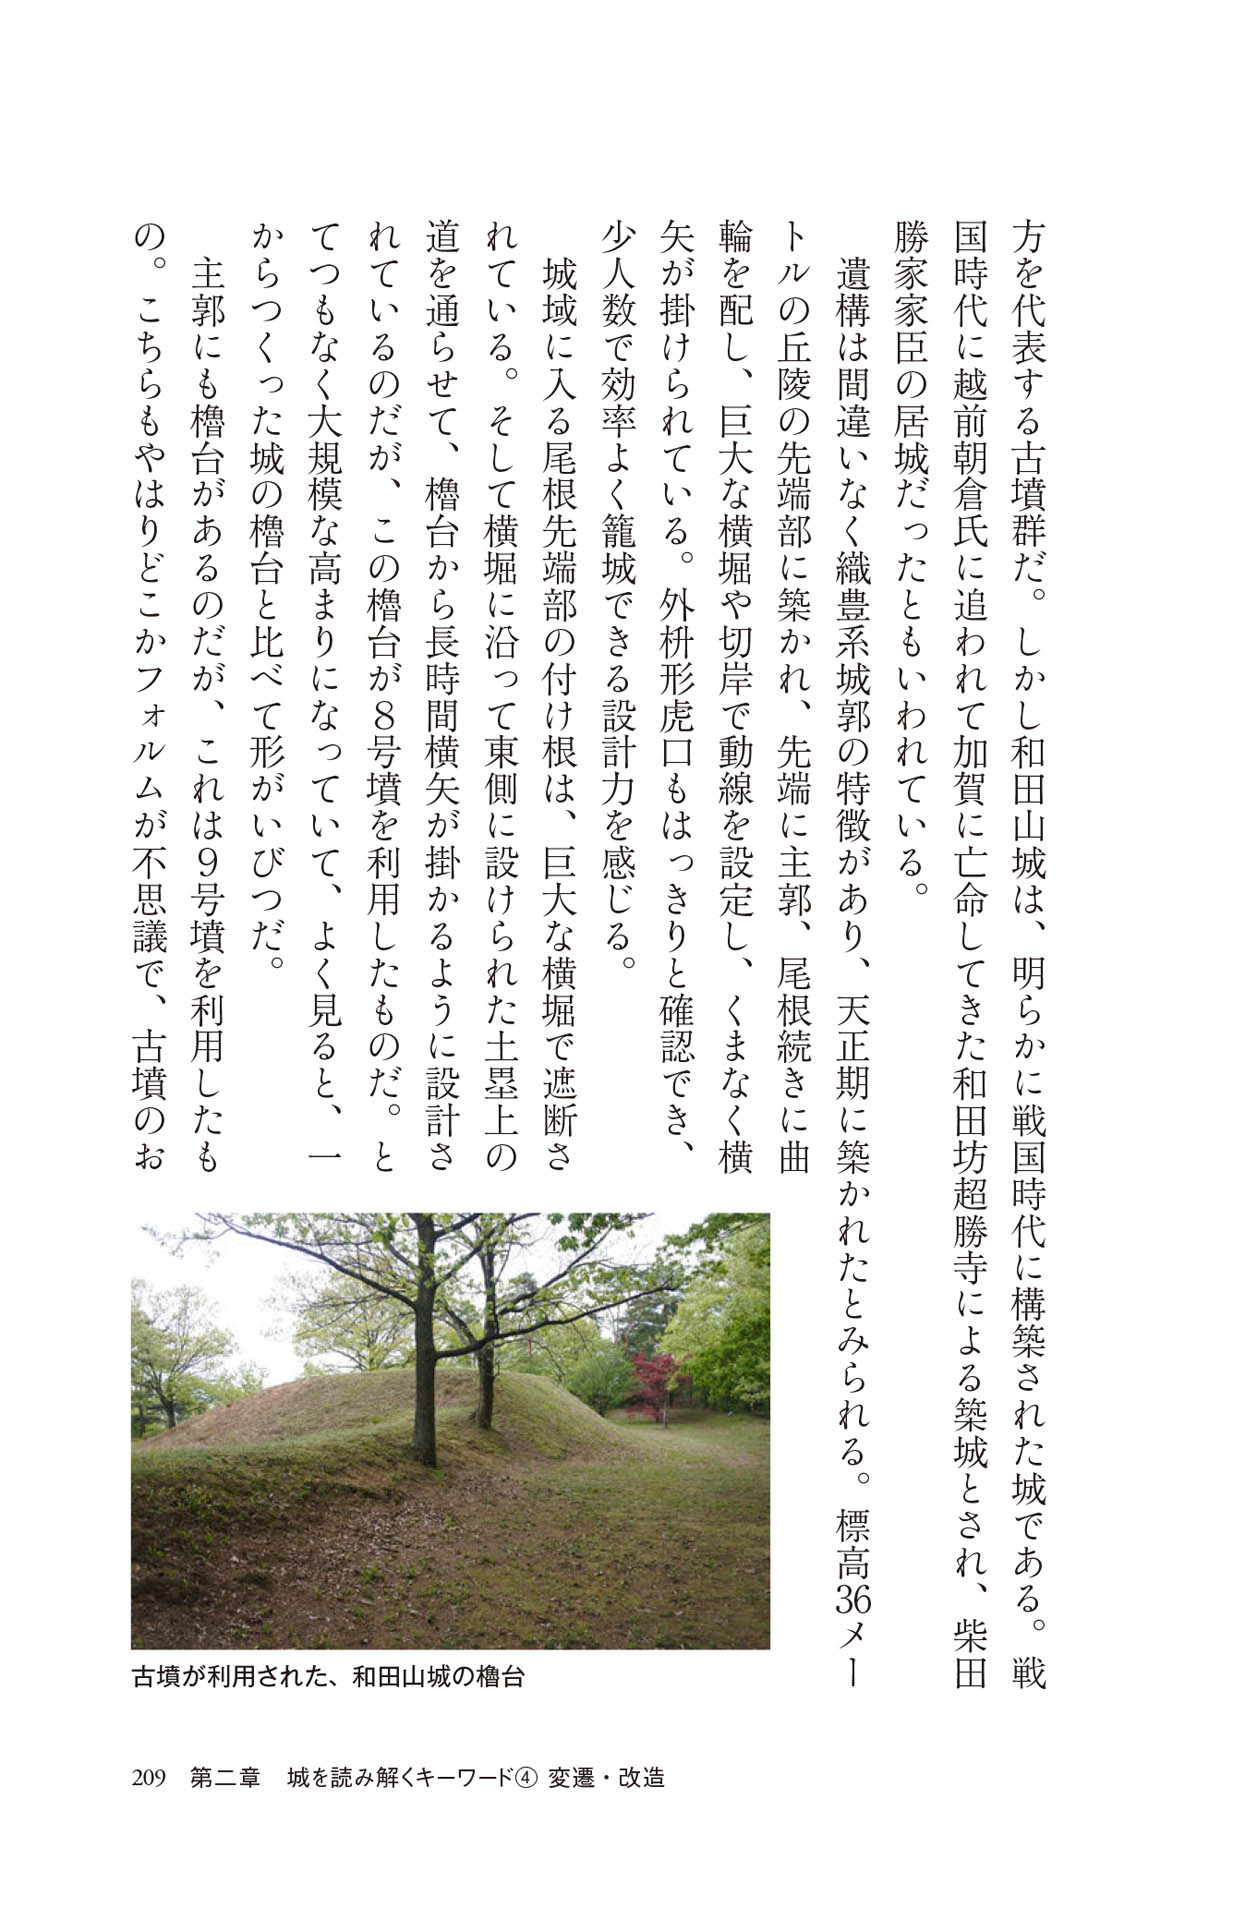 方を代表する古墳群だ。しかし和田山城は、明らかに戦国時代に構築された城である。戦
国時代に越前朝倉氏に追われて加賀に亡命してきた和田坊超勝寺による築城とされ、柴田
勝家家臣の居城だったともいわれている。
遺構は間違いなく織豊系城郭の特徴があり、天正期に築かれたとみられる。標高36メー
トルの丘陵の先端部に築かれ、先端に主郭、尾根続きに曲
輪を配し、巨大な横堀や切岸で動線を設定し、くまなく横
矢が掛けられている。外枡形虎口もはっきりと確認でき、
少人数で効率よく籠城できる設計力を感じる。
城域に入る尾根先端部の付け根は、巨大な横堀で遮断さ
れている。そして横堀に沿って東側に設けられた土塁上の
道を通らせて、櫓台から長時間横矢が掛かるように設計さ
れているのだが、この櫓台が8号墳を利用したものだ。と
てつもなく大規模な高まりになっていて、よく見ると、一
からつくった城の櫓台と比べて形がいびつだ。
主郭にも櫓台があるのだが、これは9号墳を利用したも
の。こちらもやはりどこかフォルムが不思議で、古墳のお
古墳が利用された、和田山城の櫓台
209 第二章 城を読み解くキーワード④ 変遷・改造